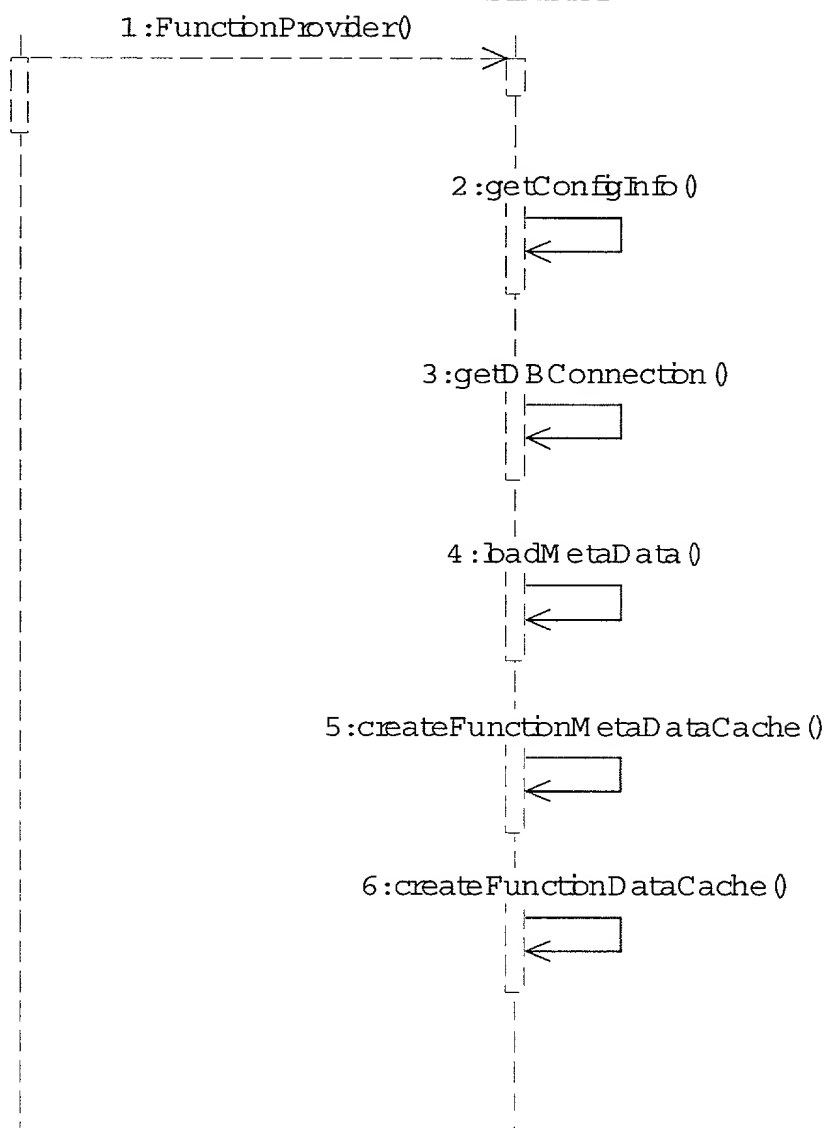 1:FunctionProvider()
2:getConfigInfo()
3:getDBConnection()
4:loadMetaData()
5:createFunctionMetaDataCache()
6:createFunctionDataCache()